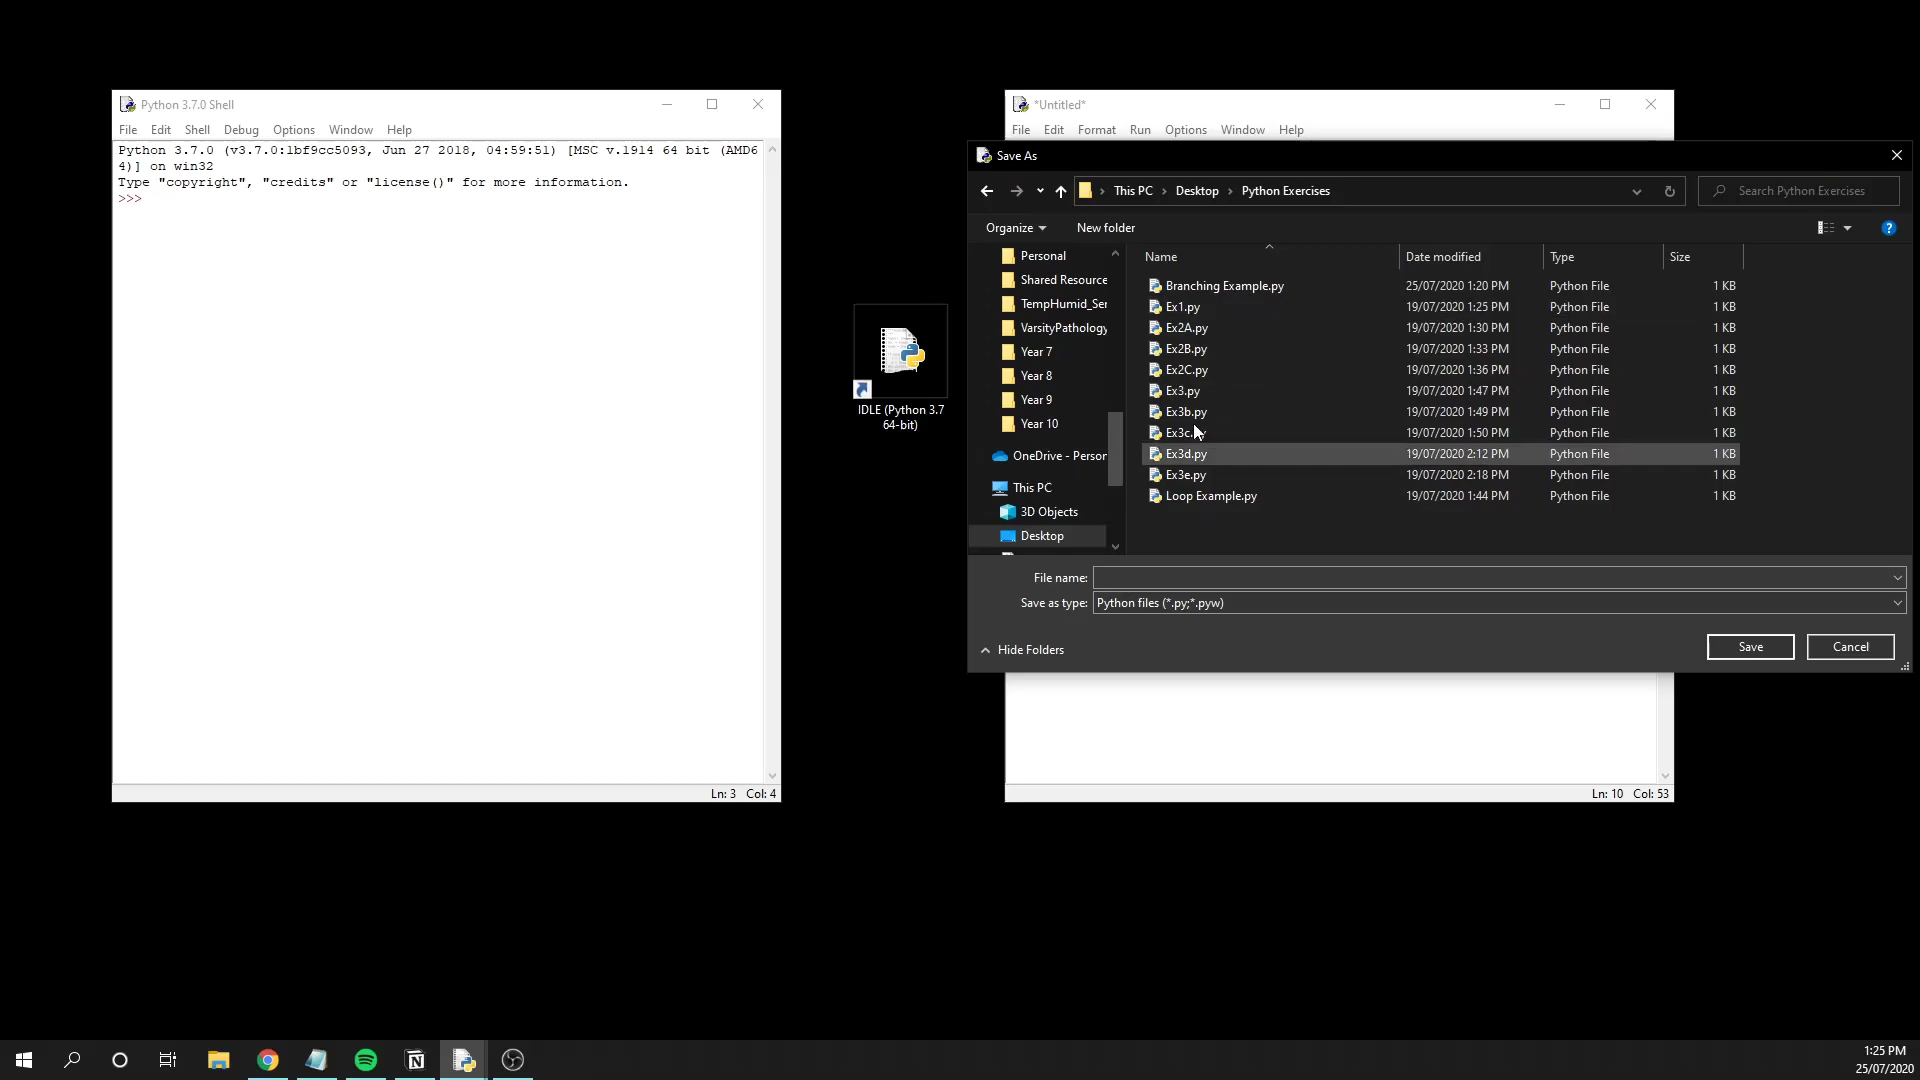 Python 3.7.0 Shell
File Edit Shell Debug Options Window Help
Python 3.7.0 (v3.7.0:1bf9cc5093, Jun 27 2018, 04:59:51) [MSC v.1914 64 bit (AMD6
4)] on win32
Type "copyright", "credits" or "license()" for more information.
>>>
Ln: 3 Col: 4
IDLE (Python 3.7
64-bit)
*Untitled*
File Edit Format Run Options Window Help
Save As
This PC > Desktop > Python Exercises
Search Python Exercises
Organize New folder
Personal
Shared Resource
TempHumid_Ser
VarsityPathology
Year 7
Year 8
Year 9
Year 10
OneDrive - Person
This PC
3D Objects
Desktop
Name Date modified Type Size
Branching Example.py 25/07/2020 1:20 PM Python File 1 KB
Ex1.py 19/07/2020 1:25 PM Python File 1 KB
Ex2A.py 19/07/2020 1:30 PM Python File 1 KB
Ex2B.py 19/07/2020 1:33 PM Python File 1 KB
Ex2C.py 19/07/2020 1:36 PM Python File 1 KB
Ex3.py 19/07/2020 1:47 PM Python File 1 KB
Ex3b.py 19/07/2020 1:49 PM Python File 1 KB
Ex3c.py 19/07/2020 1:50 PM Python File 1 KB
Ex3d.py 19/07/2020 2:12 PM Python File 1 KB
Ex3e.py 19/07/2020 2:18 PM Python File 1 KB
Loop Example.py 19/07/2020 1:44 PM Python File 1 KB
File name:
Save as type: Python files (*.py;*.pyw)
Hide Folders
Save Cancel
Ln: 10 Col: 53
1:25 PM
25/07/2020